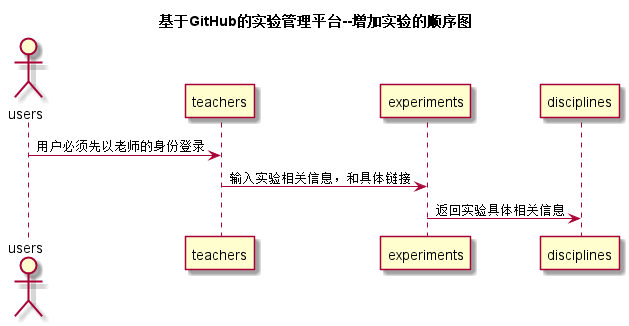 基于GitHub的实验管理平台--增加实验的顺序图
users
teachers
experiments
disciplines
用户必须先以老师的身份登录
输入实验相关信息，和具体链接
返回实验具体相关信息
users
teachers
experiments
disciplines